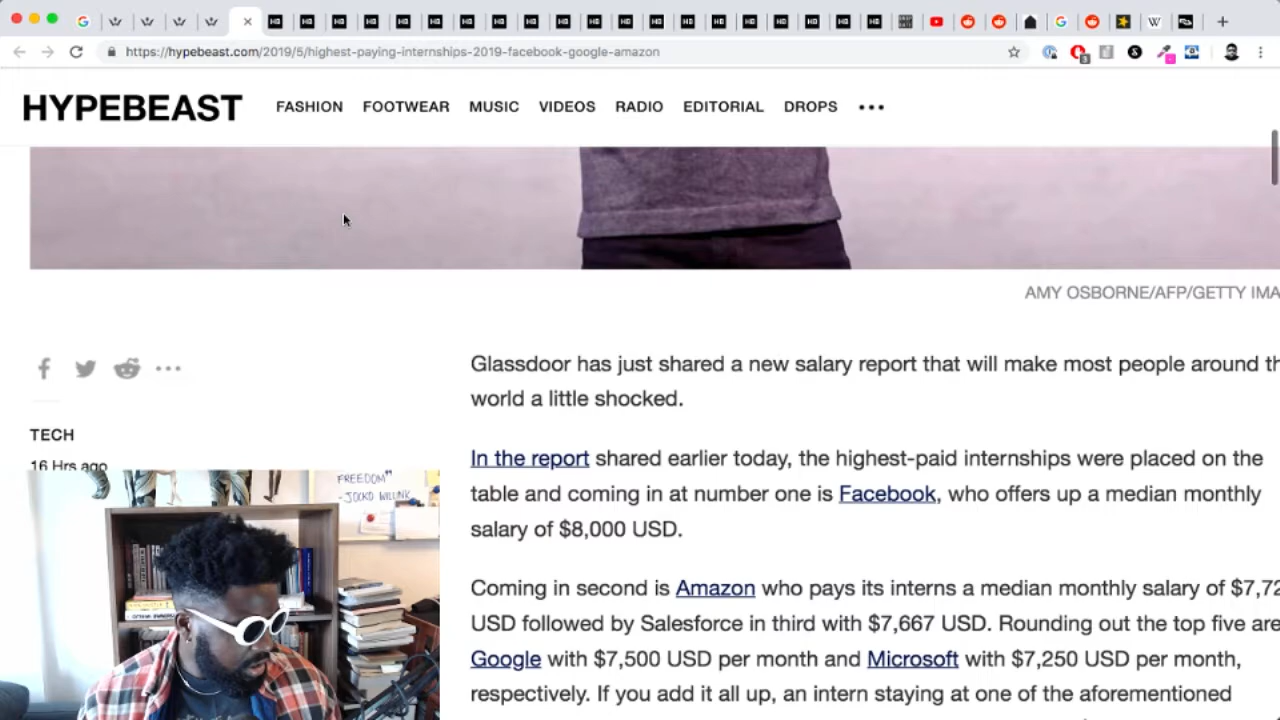 https://hypebeast.com/2019/5/highest-paying-internships-2019-facebook-google-amazon
HYPEBEAST FASHION FOOTWEAR MUSIC VIDEOS RADIO EDITORIAL DROPS
AMY OSBORNE/AFP/GETTY IMA
Glassdoor has just shared a new salary report that will make most people around th
world a little shocked.
TECH
16 Hrs ago
In the report shared earlier today, the highest-paid internships were placed on the
table and coming in at number one is Facebook, who offers up a median monthly
salary of $8,000 USD.
Coming in second is Amazon who pays its interns a median monthly salary of $7,72
USD followed by Salesforce in third with $7,667 USD. Rounding out the top five are
Google with $7,500 USD per month and Microsoft with $7,250 USD per month,
respectively. If you add it all up, an intern staying at one of the aforementioned
FREEDOM"
-JOCKO WILLINK